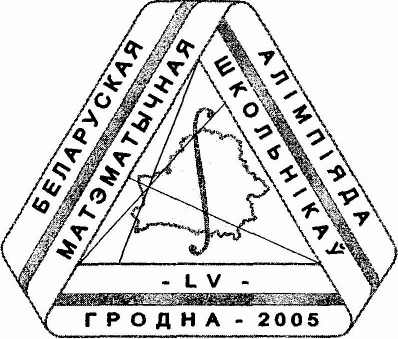 БЕЛАРУСКАЯ
МАТЭМАТЫЧНАЯ
АЛІМПІЯДА
ШКОЛЬНІКАЎ
- LV -
ГРОДНА - 2005